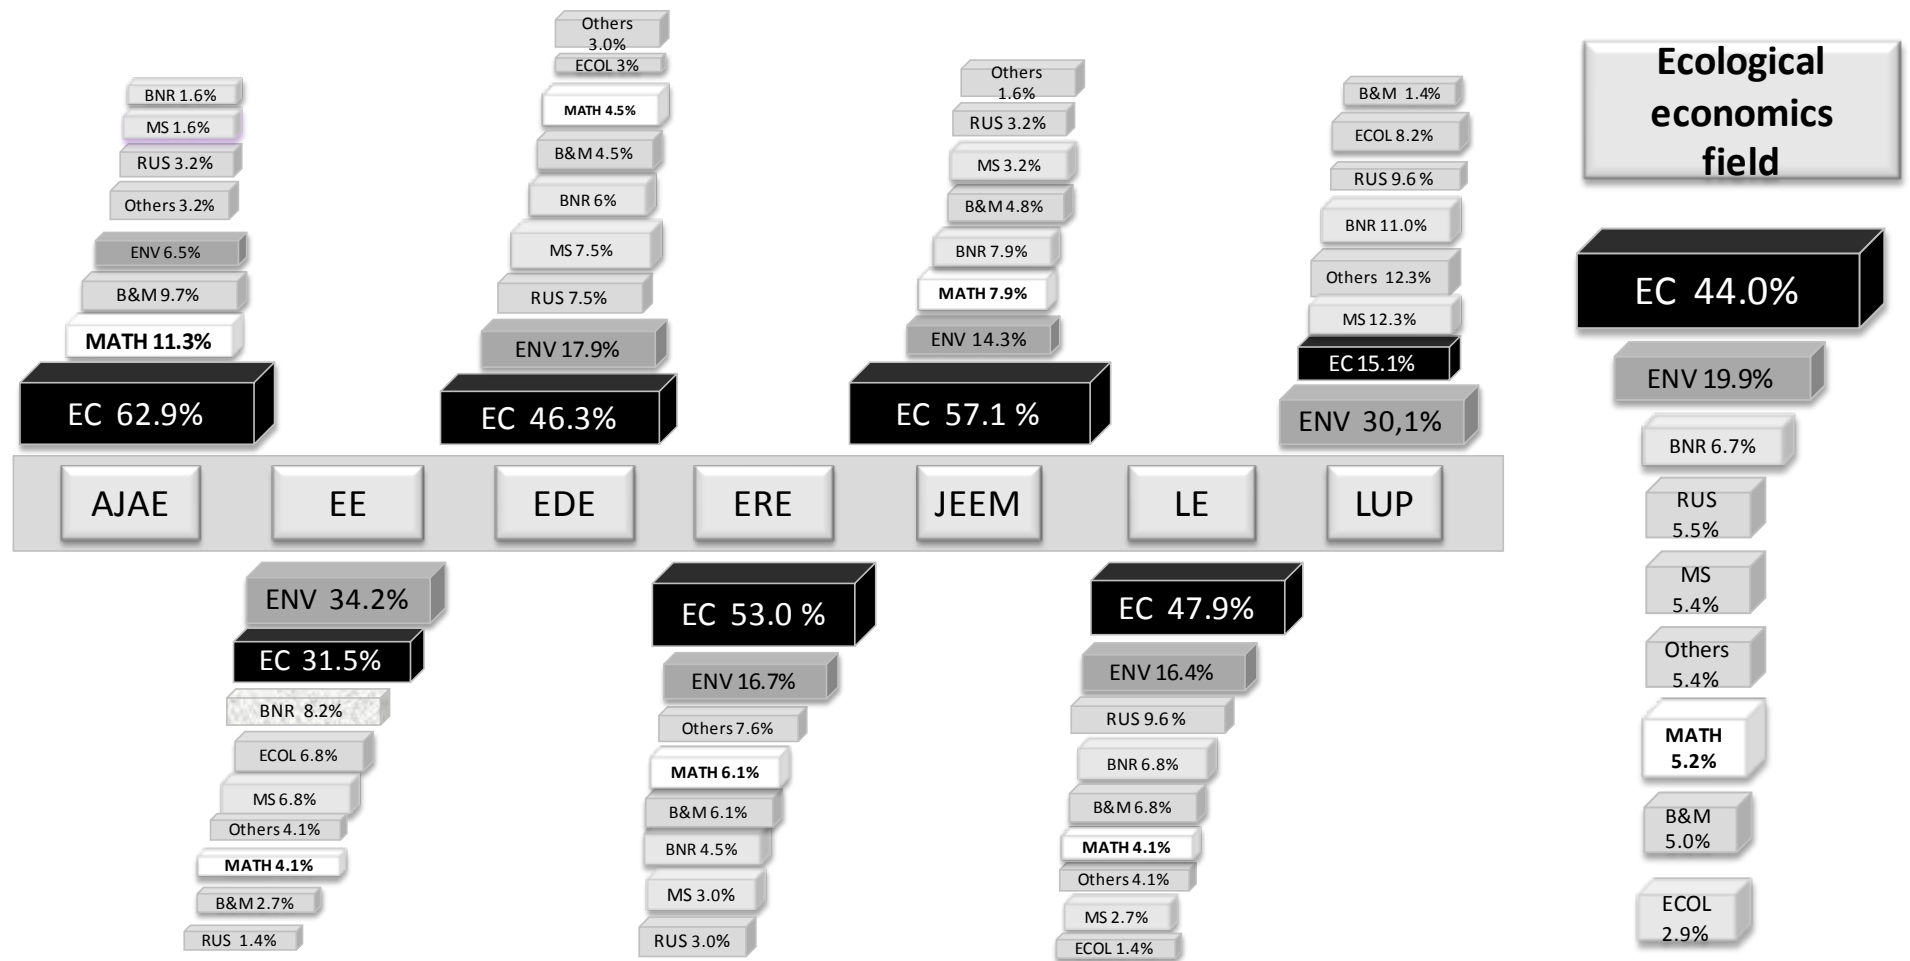 BNR 1.6%
MS 1.6%
RUS 3.2%
Others 3.2%
ENV 6.5%
B&M 9.7%
MATH 11.3%
EC 62.9%
Others
3.0%
ECOL 3%
MATH 4.5%
B&M 4.5%
BNR 6%
MS 7.5%
RUS 7.5%
ENV 17.9%
EC 46.3%
Others
1.6%
RUS 3.2%
MS 3.2%
B&M 4.8%
BNR 7.9%
MATH 7.9%
ENV 14.3%
EC 57.1 %
B&M 1.4%
ECOL 8.2%
RUS 9.6 %
BNR 11.0%
Others 12.3%
MS 12.3%
EC 15.1%
ENV 30,1%
AJAE EE EDE ERE JEEM LE LUP
ENV 34.2%
EC 31.5%
BNR 8.2%
ECOL 6.8%
MS 6.8%
Others 4.1%
MATH 4.1%
B&M 2.7%
RUS 1.4%
EC 53.0 %
ENV 16.7%
Others 7.6%
MATH 6.1%
B&M 6.1%
BNR 4.5%
MS 3.0%
RUS 3.0%
EC 47.9%
ENV 16.4%
RUS 9.6 %
BNR 6.8%
B&M 6.8%
MATH 4.1%
Others 4.1%
MS 2.7%
ECOL 1.4%
Ecological
economics
field
EC 44.0%
ENV 19.9%
BNR 6.7%
RUS
5.5%
MS
5.4%
Others
5.4%
MATH
5.2%
B&M
5.0%
ECOL
2.9%